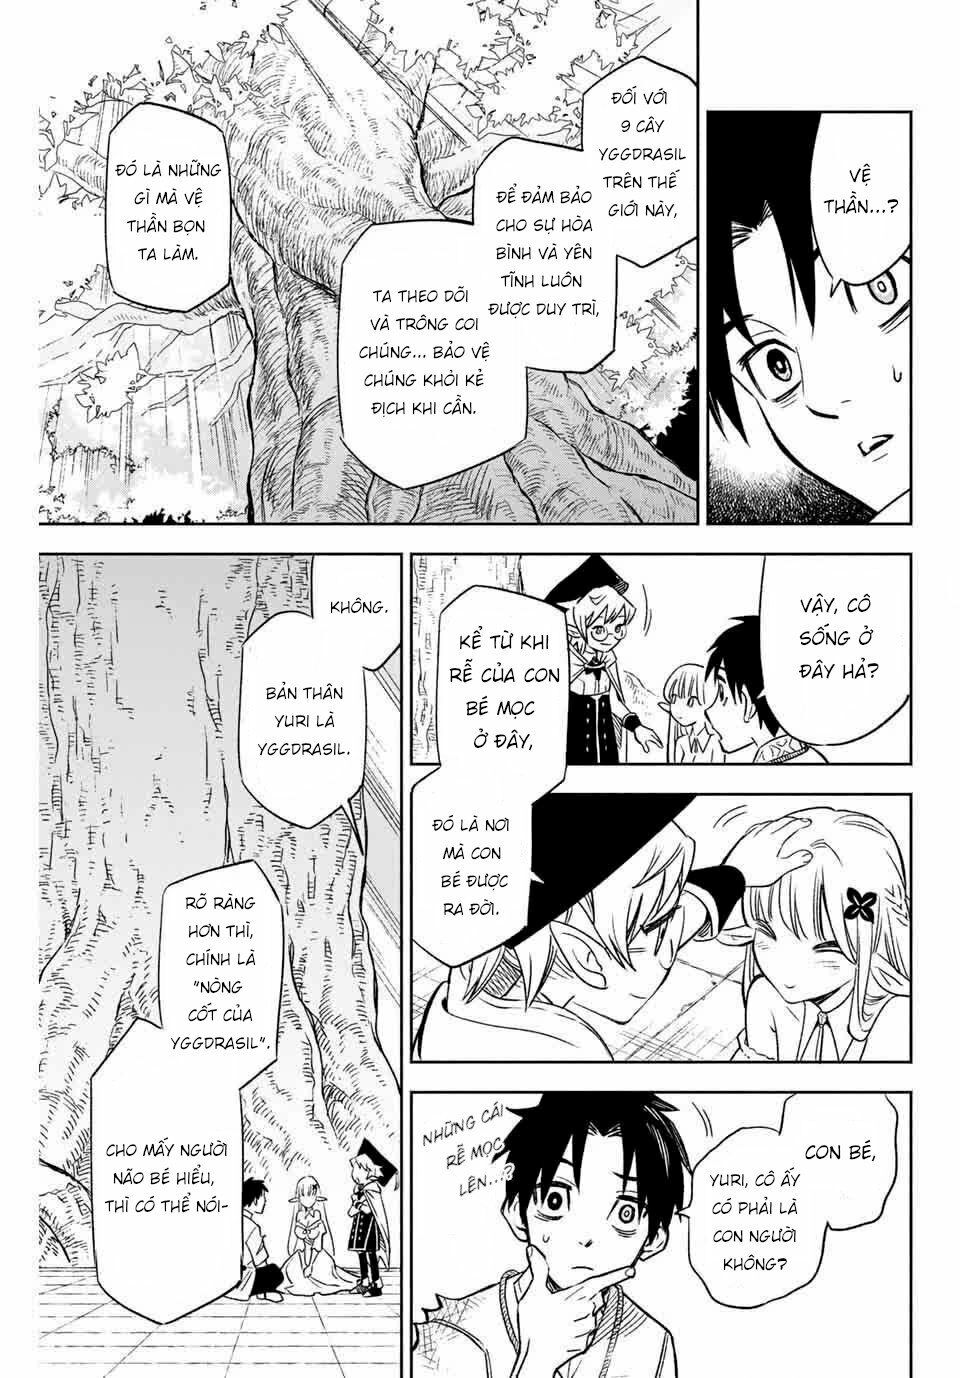 VỆ
THẦN...?
ĐỐI VỚI
9 CÂY
YGGDRASIL
TRÊN THẾ
GIỚI NÀY,
ĐỂ ĐẢM BẢO
CHO SỰ HÒA
BÌNH VÀ YÊN
TĨNH LUÔN
ĐƯỢC DUY TRÌ,
TA THEO DÕI
VÀ TRÔNG COI
CHÚNG... BẢO VỆ
CHÚNG KHỎI KẺ
ĐỊCH KHI CẦN.
ĐÓ LÀ NHỮNG
GÌ MÀ VỆ
THẦN BỌN
TA LÀM.
VẬY, CÔ
SỐNG Ở
ĐÂY HẢ?
KỂ TỪ KHI
RỄ CỦA CON
BÉ MỌC
Ở ĐÂY,
ĐÓ LÀ NƠI
MÀ CON
BÉ ĐƯỢC
RA ĐỜI.
CON BÉ,
YURI, CÔ ẤY
CÓ PHẢI LÀ
CON NGƯỜI
KHÔNG?
NHỮNG CÁI
RỄ MỌC
LÊN...?
KHÔNG.
BẢN THÂN
YURI LÀ
YGGDRASIL.
RÕ RÀNG
HƠN THÌ,
CHÍNH LÀ
"NÒNG
CỐT CỦA
YGGDRASIL".
CHO MẤY NGƯỜI
NÃO BÉ HIỂU,
THÌ CÓ THỂ NÓI-